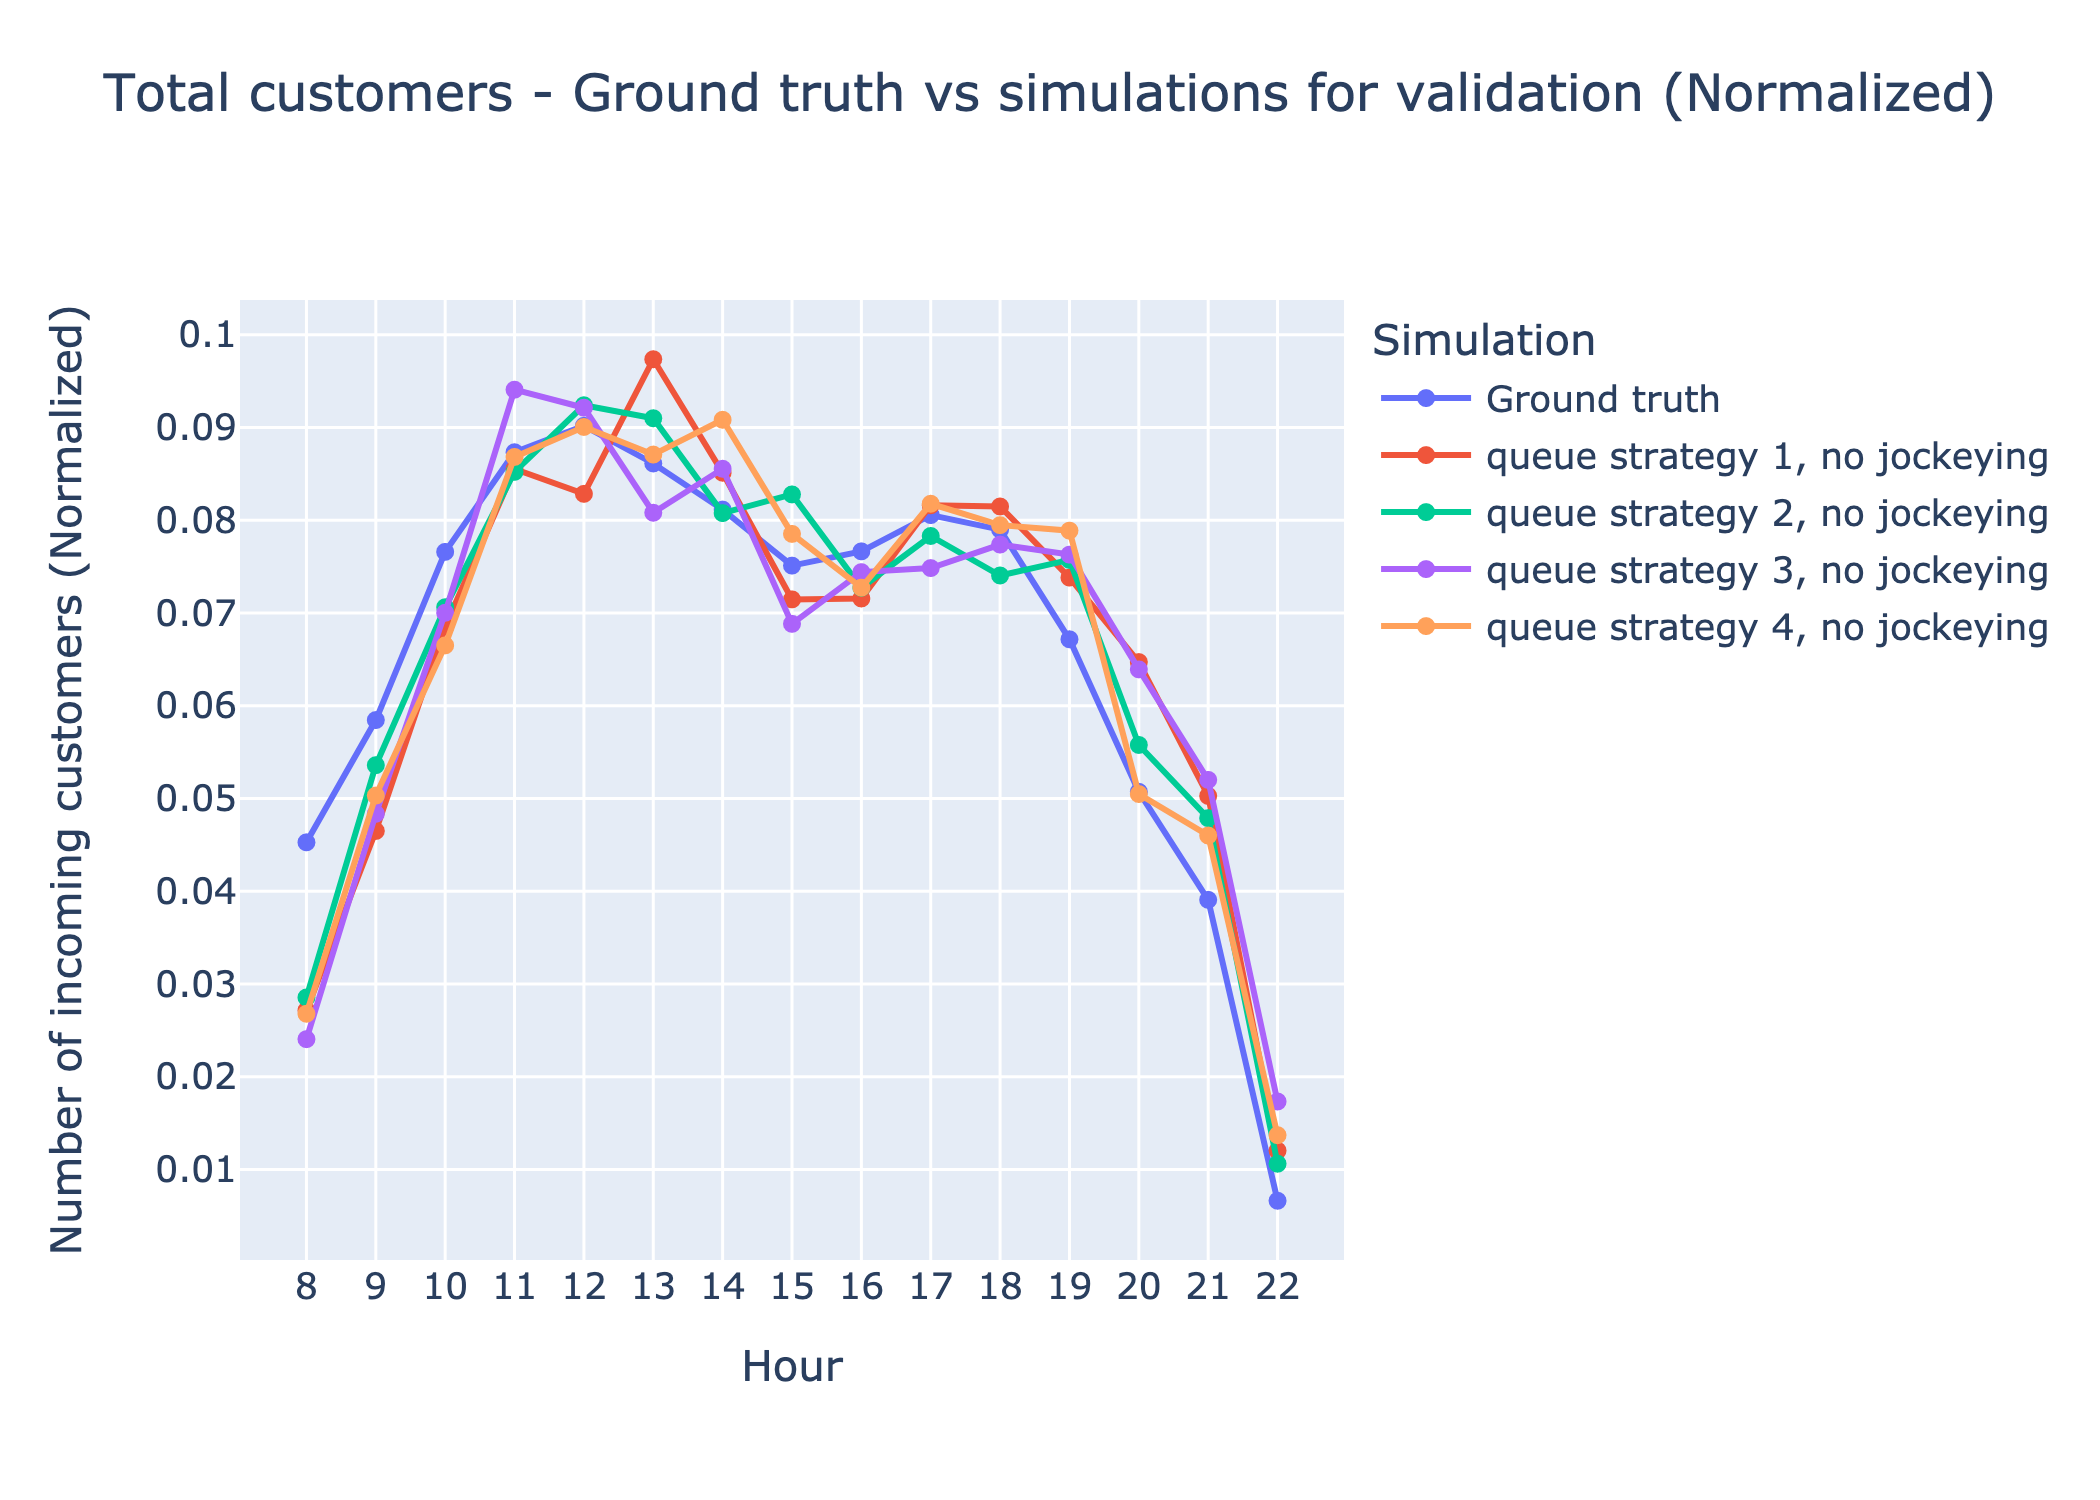 Total customers - Ground truth vs simulations for validation (Normalized)
Number of incoming customers (Normalized)
0.1
0.09
0.08
0.07
0.06
0.05
0.04
0.03
0.02
0.01
8 9 10 11 12 13 14 15 16 17 18 19 20 21 22
Hour
Simulation
Ground truth
queue strategy 1, no jockeying
queue strategy 2, no jockeying
queue strategy 3, no jockeying
queue strategy 4, no jockeying